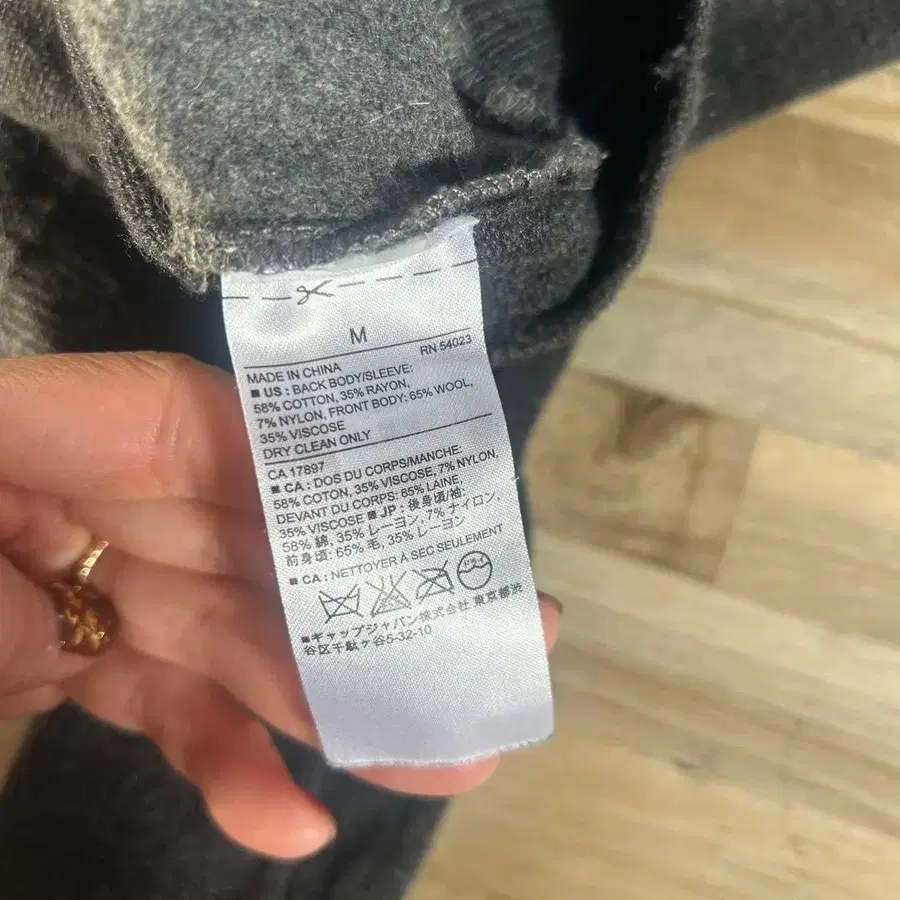 M
RN 54023
MADE IN CHINA
■ US : BACK BODY/SLEEVE:
58% COTTON, 35% RAYON,
7% NYLON, FRONT BODY: 65% WOOL,
35% VISCOSE
DRY CLEAN ONLY
CA 17897
■ CA : DOS DU CORPS/MANCHE:
58% COTON, 35% VISCOSE, 7% NYLON,
DEVANT DU CORPS: 65% LAINE,
35% VISCOSE ■ JP : 後身頃/袖:
58% 綿, 35% レーヨン, 7% ナイロン,
前身頃: 65% 毛, 35% レーヨン
■ CA : NETTOYER À SEC SEULEMENT
■ギャップジャパン株式会社 東京都渋
谷区千駄ヶ谷5-32-10